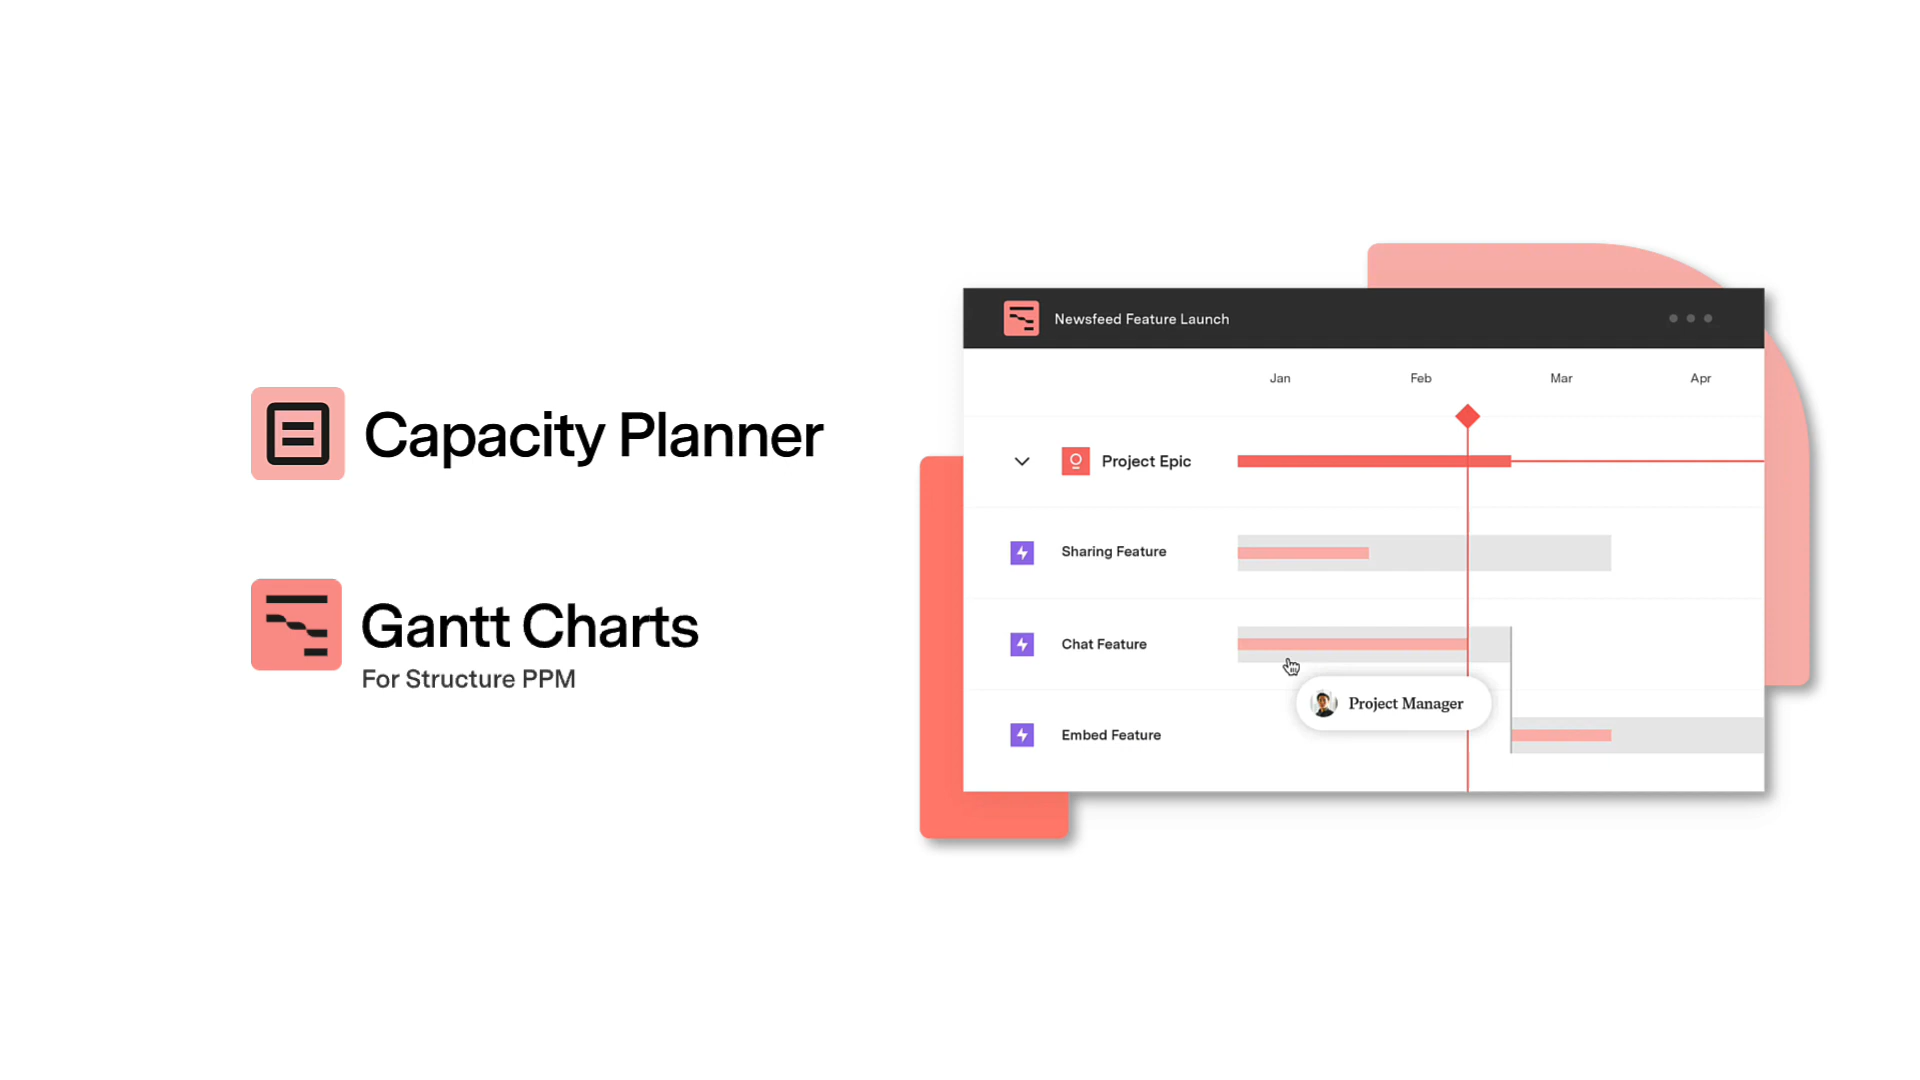 Capacity Planner
Gantt Charts
For Structure PPM
Newsfeed Feature Launch
Jan Feb Mar Apr
Project Epic
Sharing Feature
Chat Feature
Project Manager
Embed Feature